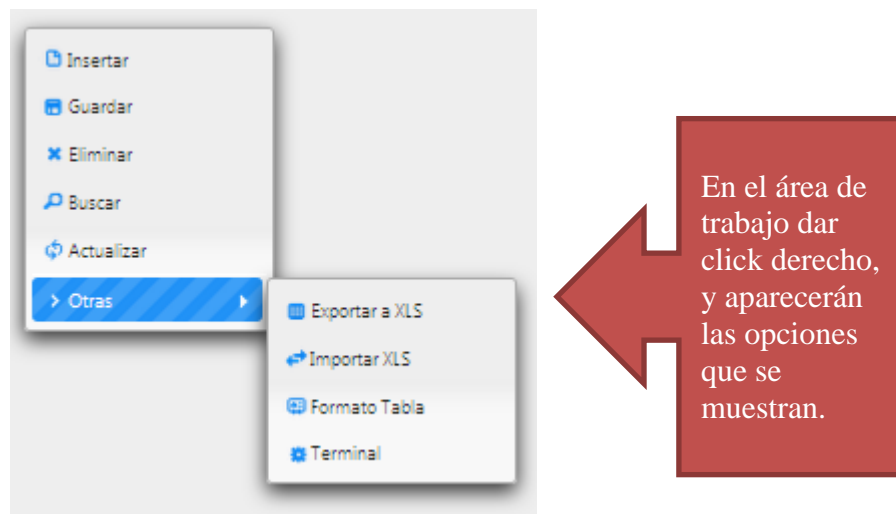 Insertar
Guardar
Eliminar
Buscar
Actualizar
Otras
Exportar a XLS
Importar XLS
Formato Tabla
Terminal
En el área de
trabajo dar
click derecho,
y aparecerán
las opciones
que se
muestran.